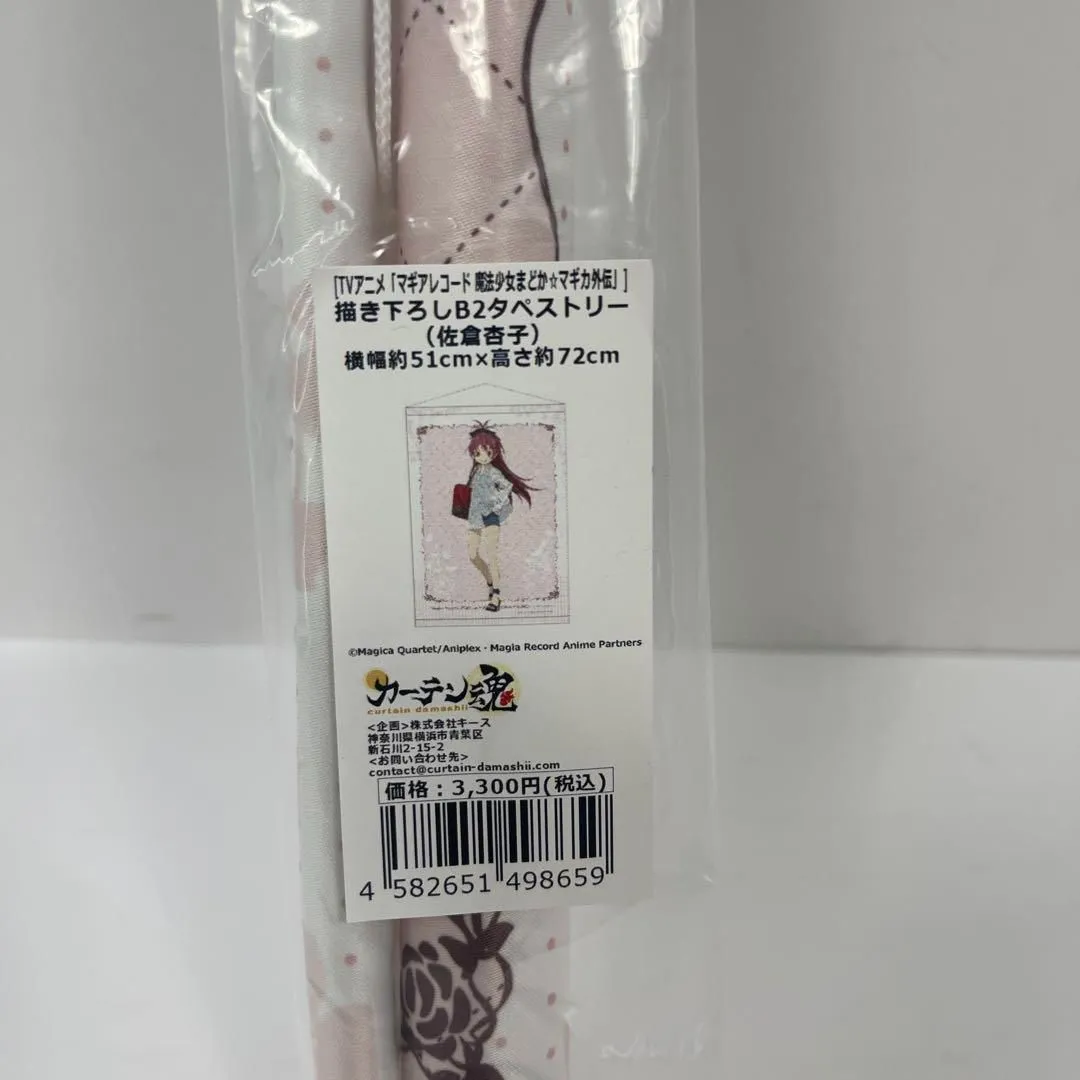 [TVアニメ「マギアレコード 魔法少女まどか☆マギカ外伝」]
描き下ろしB2タペストリー
（佐倉杏子）
横幅約51cm×高さ約72cm
©Magica Quartet/Aniplex・Magia Record Anime Partners
カーテン魂
curtain damashii
<企画>株式会社キース
神奈川県横浜市青葉区
新石川2-15-2
<お問い合わせ先>
contact@curtain-damashii.com
価格：3,300円(税込)
4 582651 498659